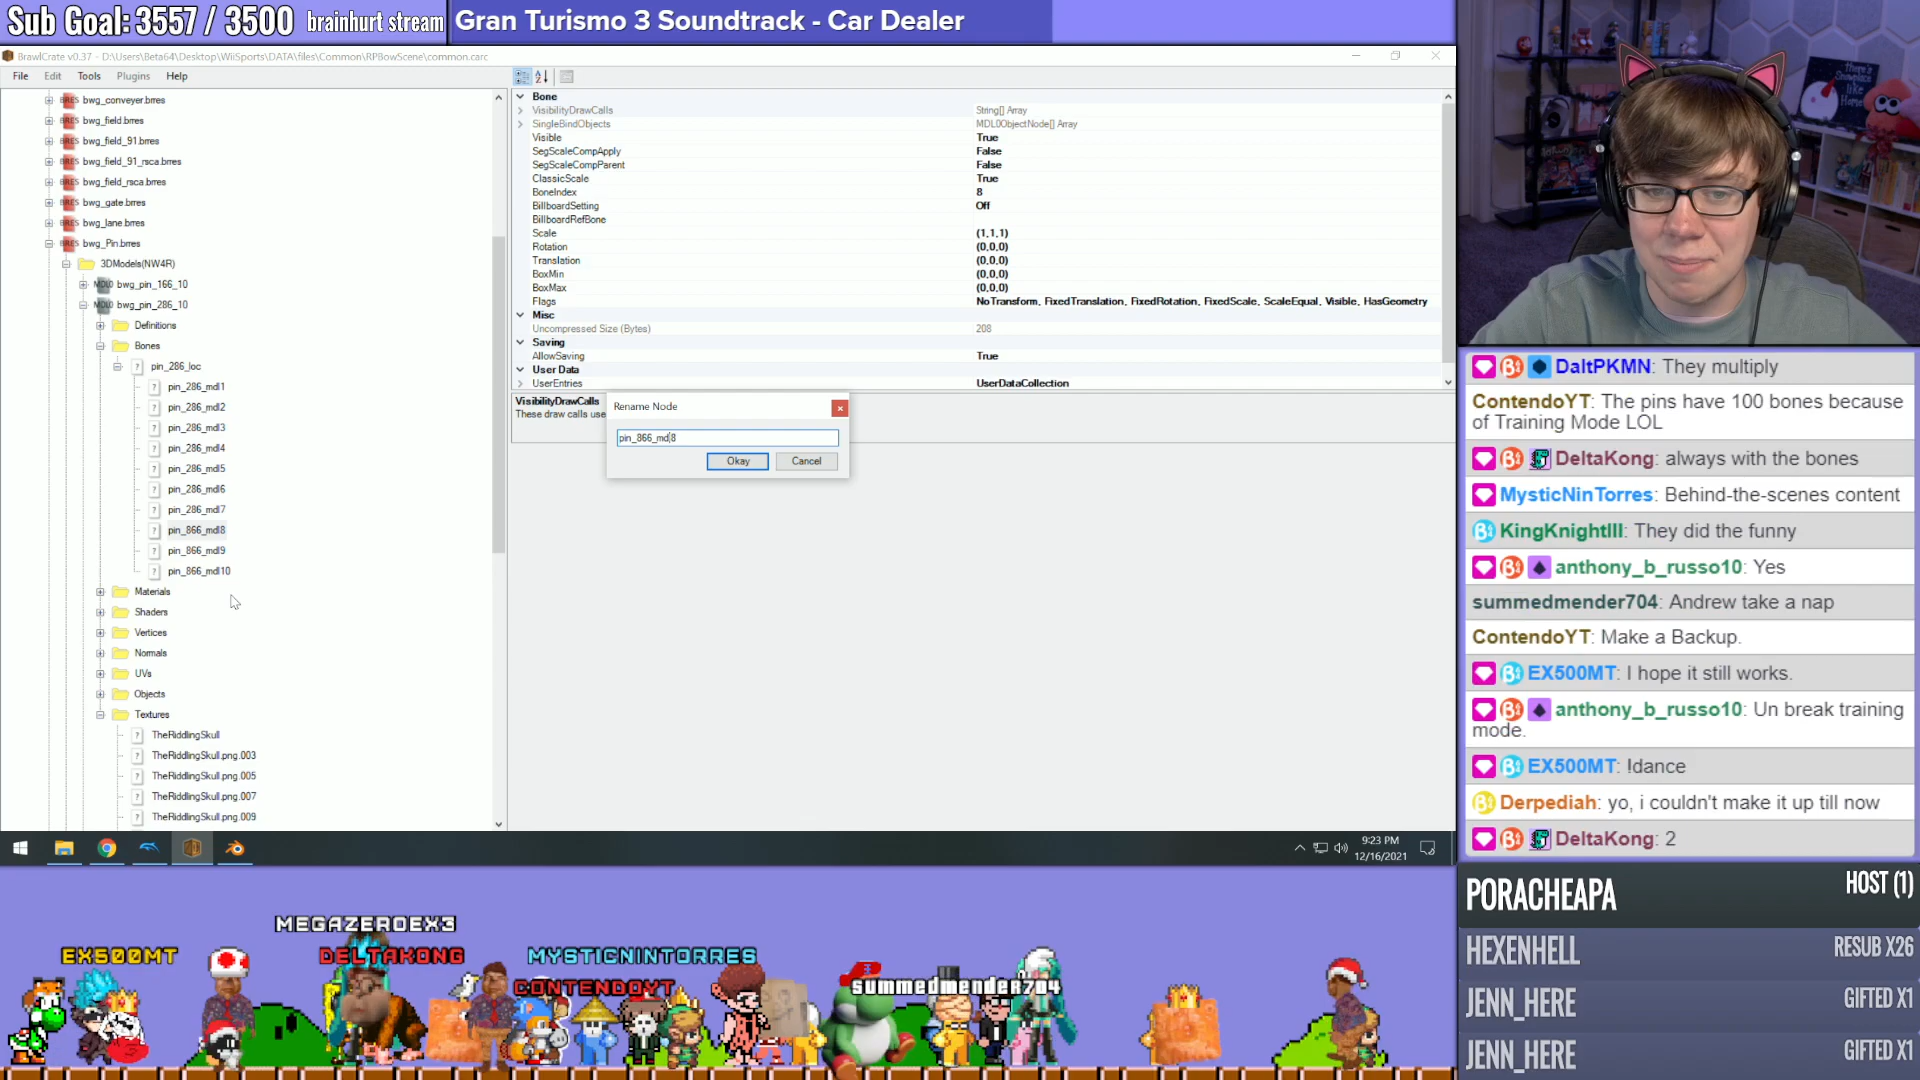 Sub Goal: 3557 / 3500 brainhurt stream
Gran Turismo 3 Soundtrack - Car Dealer
BrawlCrate v0.37 - D:\Users\Beta64\Desktop\WiiSports\DATA\files\Common\RPBowScene\common.carc
File Edit Tools Plugins Help
bwg_conveyer.brres
bwg_field.brres
bwg_field_91.brres
bwg_field_91_rsca.brres
bwg_field_rsca.brres
bwg_gate.brres
bwg_lane.brres
bwg_Pin.brres
3DModels(NW4R)
bwg_pin_166_10
bwg_pin_286_10
Definitions
Bones
pin_286_loc
pin_286_mdl1
pin_286_mdl2
pin_286_mdl3
pin_286_mdl4
pin_286_mdl5
pin_286_mdl6
pin_286_mdl7
pin_866_mdl8
pin_866_mdl9
pin_866_mdl10
Materials
Shaders
Vertices
Normals
UVs
Objects
Textures
TheRiddlingSkull
TheRiddlingSkull.png.003
TheRiddlingSkull.png.005
TheRiddlingSkull.png.007
TheRiddlingSkull.png.009
Bone
VisibilityDrawCalls String[] Array
SingleBindObjects MDL0ObjectNode[] Array
Visible True
SegScaleCompApply False
SegScaleCompParent False
ClassicScale True
BoneIndex 8
BillboardSetting Off
BillboardRefBone
Scale (1,1,1)
Rotation (0,0,0)
Translation (0,0,0)
BoxMin (0,0,0)
BoxMax (0,0,0)
Flags NoTransform, FixedTranslation, FixedRotation, FixedScale, ScaleEqual, Visible, HasGeometry
Misc
Uncompressed Size (Bytes) 208
Saving
AllowSaving True
User Data
UserEntries UserDataCollection
VisibilityDrawCalls
These draw calls use
Rename Node
pin_866_mdl8
Okay Cancel
9:23 PM
12/16/2021
DaltPKMN: They multiply
ContendoYT: The pins have 100 bones because
of Training Mode LOL
DeltaKong: always with the bones
MysticNinTorres: Behind-the-scenes content
KingKnightIII: They did the funny
anthony_b_russo10: Yes
summedmender704: Andrew take a nap
ContendoYT: Make a Backup.
EX500MT: I hope it still works.
anthony_b_russo10: Un break training
mode.
EX500MT: !dance
Derpediah: yo, i couldn't make it up till now
DeltaKong: 2
PORACHEAPA HOST (1)
HEXENHELL RESUB X26
JENN_HERE GIFTED X1
JENN_HERE GIFTED X1
MEGAZEROEX3
EX500MT
DELTAKONG
MYSTICNINTORRES
CONTENDOYT
summedmender704